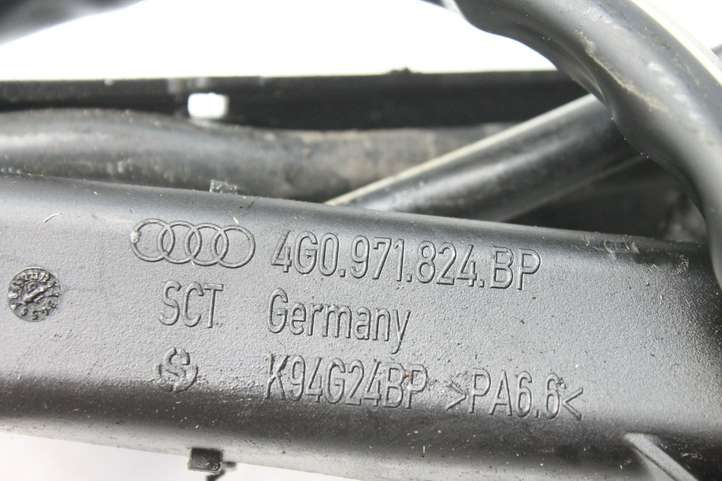 4G0.971.824.BP
SCT Germany
K94G24BP >PA6.6<